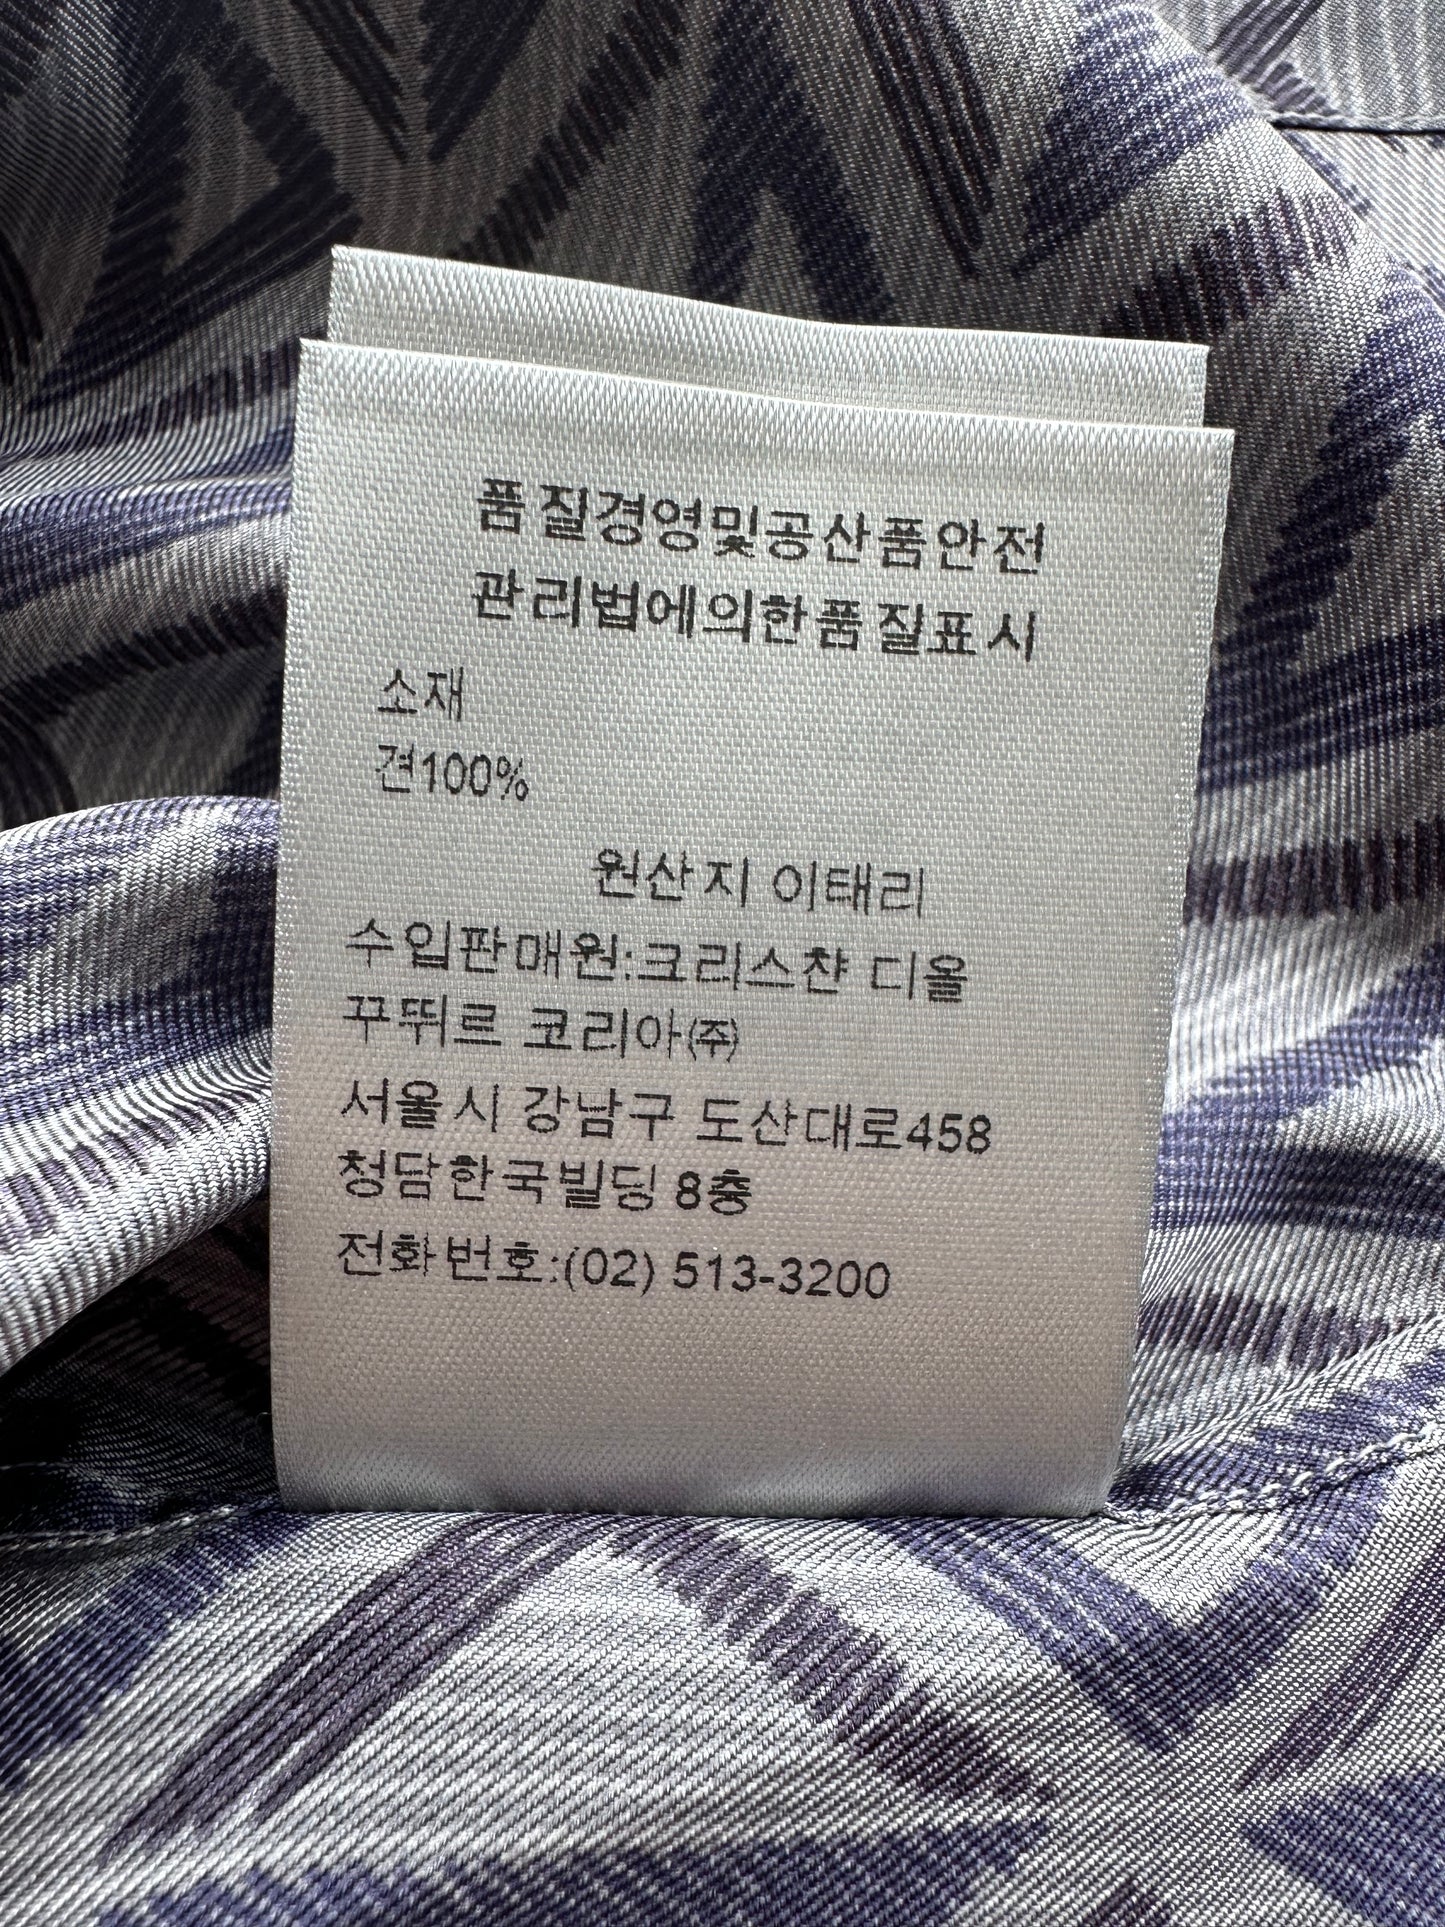 품질경영및공산품안전
관리법에의한품질표시
소재
견100%
원산지 이태리
수입판매원:크리스챤 디올
꾸뛰르 코리아㈜
서울시 강남구 도산대로458
청담한국빌딩 8층
전화번호:(02) 513-3200